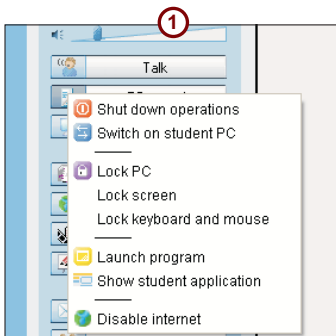 1
Talk
Shut down operations
Switch on student PC
Lock PC
Lock screen
Lock keyboard and mouse
Launch program
Show student application
Disable internet